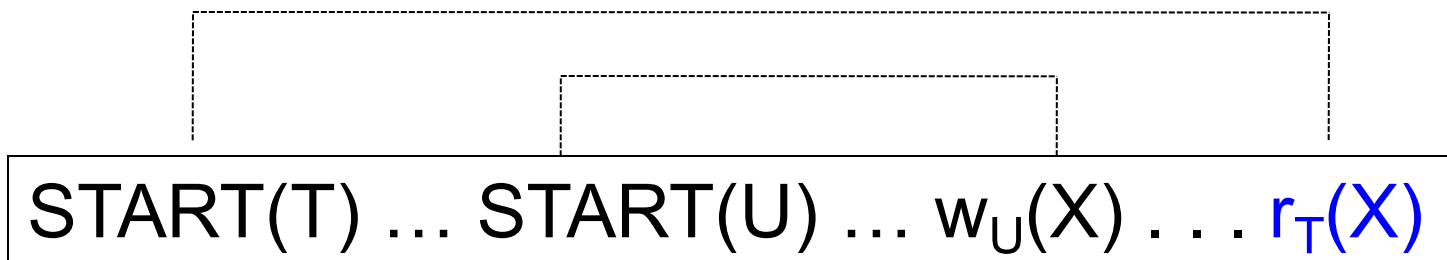 START(T) ... START(U) ... w_U(X) . . . r_T(X)